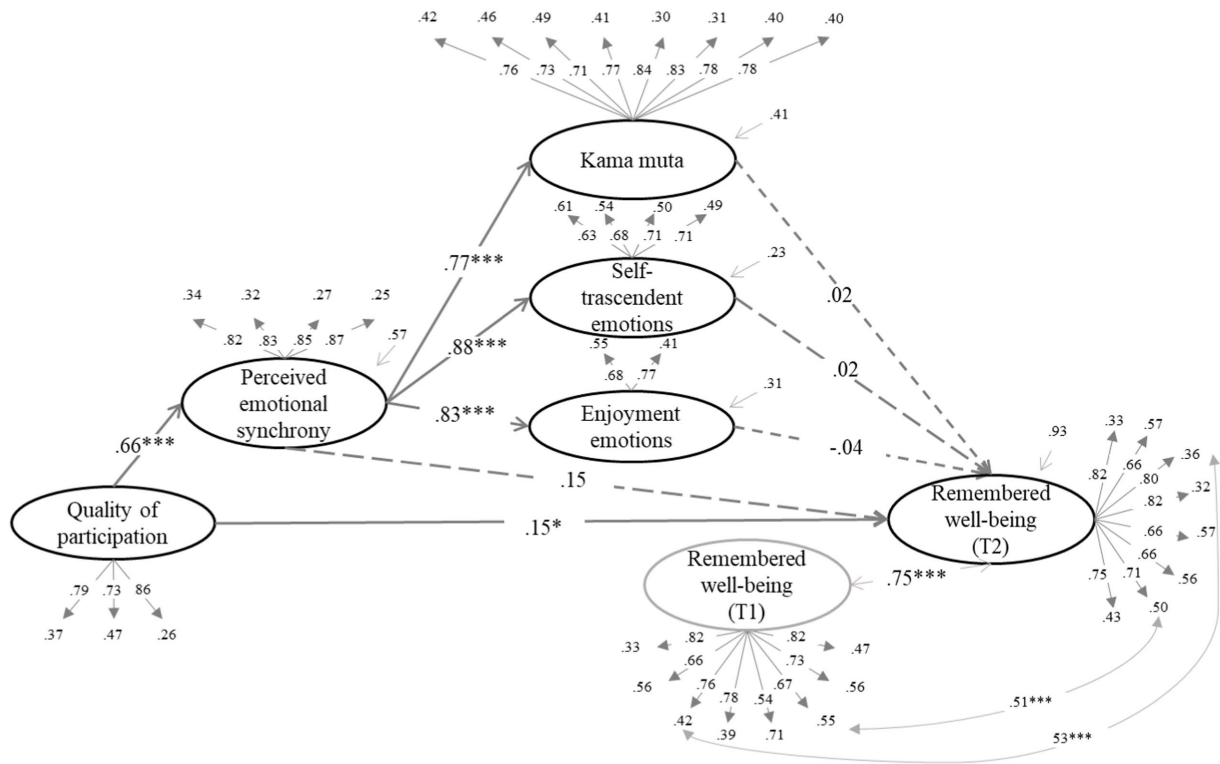 .42 .46 .49 .41 .30 .31 .40 .40
.76 .73 .71 .77 .84 .83 .78 .78
.41
Kama muta
.61 .54 .50 .49
.63 .68 .71 .71
.23
Self-
trascendent
emotions
.77***
.02
.34 .32 .27 .25
.82 .83 .85 .87
.57
.88***
.55 .41
.68 .77
.02
Perceived
emotional
synchrony
.31
.83***
Enjoyment
emotions
-.04
.66***
.15
.93
.33 .57
.36
.82 .66
.80
.32
.82
Quality of
participation
.15*
Remembered
well-being
(T2)
.66 .57
.66
.56
.75 .71
.50
.43
Remembered
well-being
(T1)
.75***
.79 .73 86
.37 .47 .26
.33 .82 .82 .47
.66 .73
.56 .76 .67 .56
.78 .54
.42 .55
.39 .71
.51***
53***